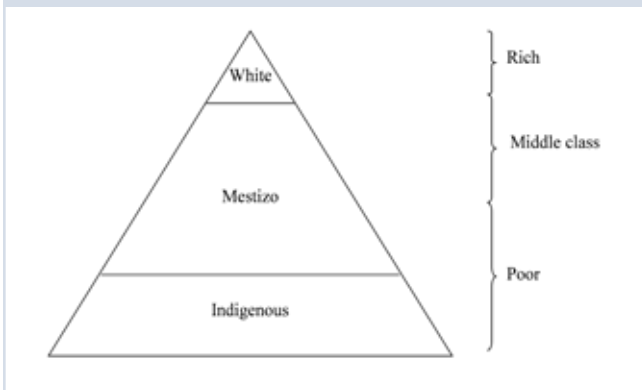 White
Rich
Middle class
Mestizo
Poor
Indigenous